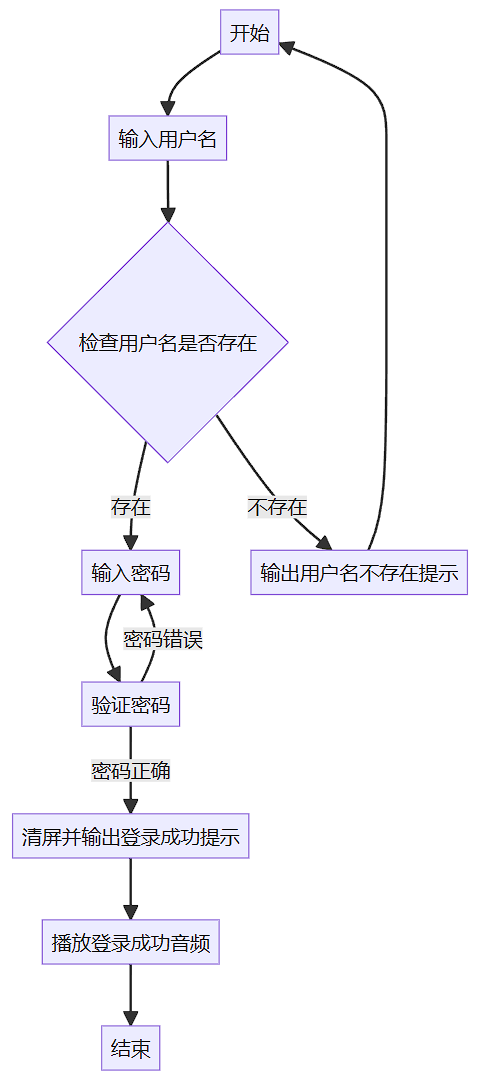 开始
输入用户名
检查用户名是否存在
存在
不存在
输入密码
输出用户名不存在提示
密码错误
验证密码
密码正确
清屏并输出登录成功提示
播放登录成功音频
结束